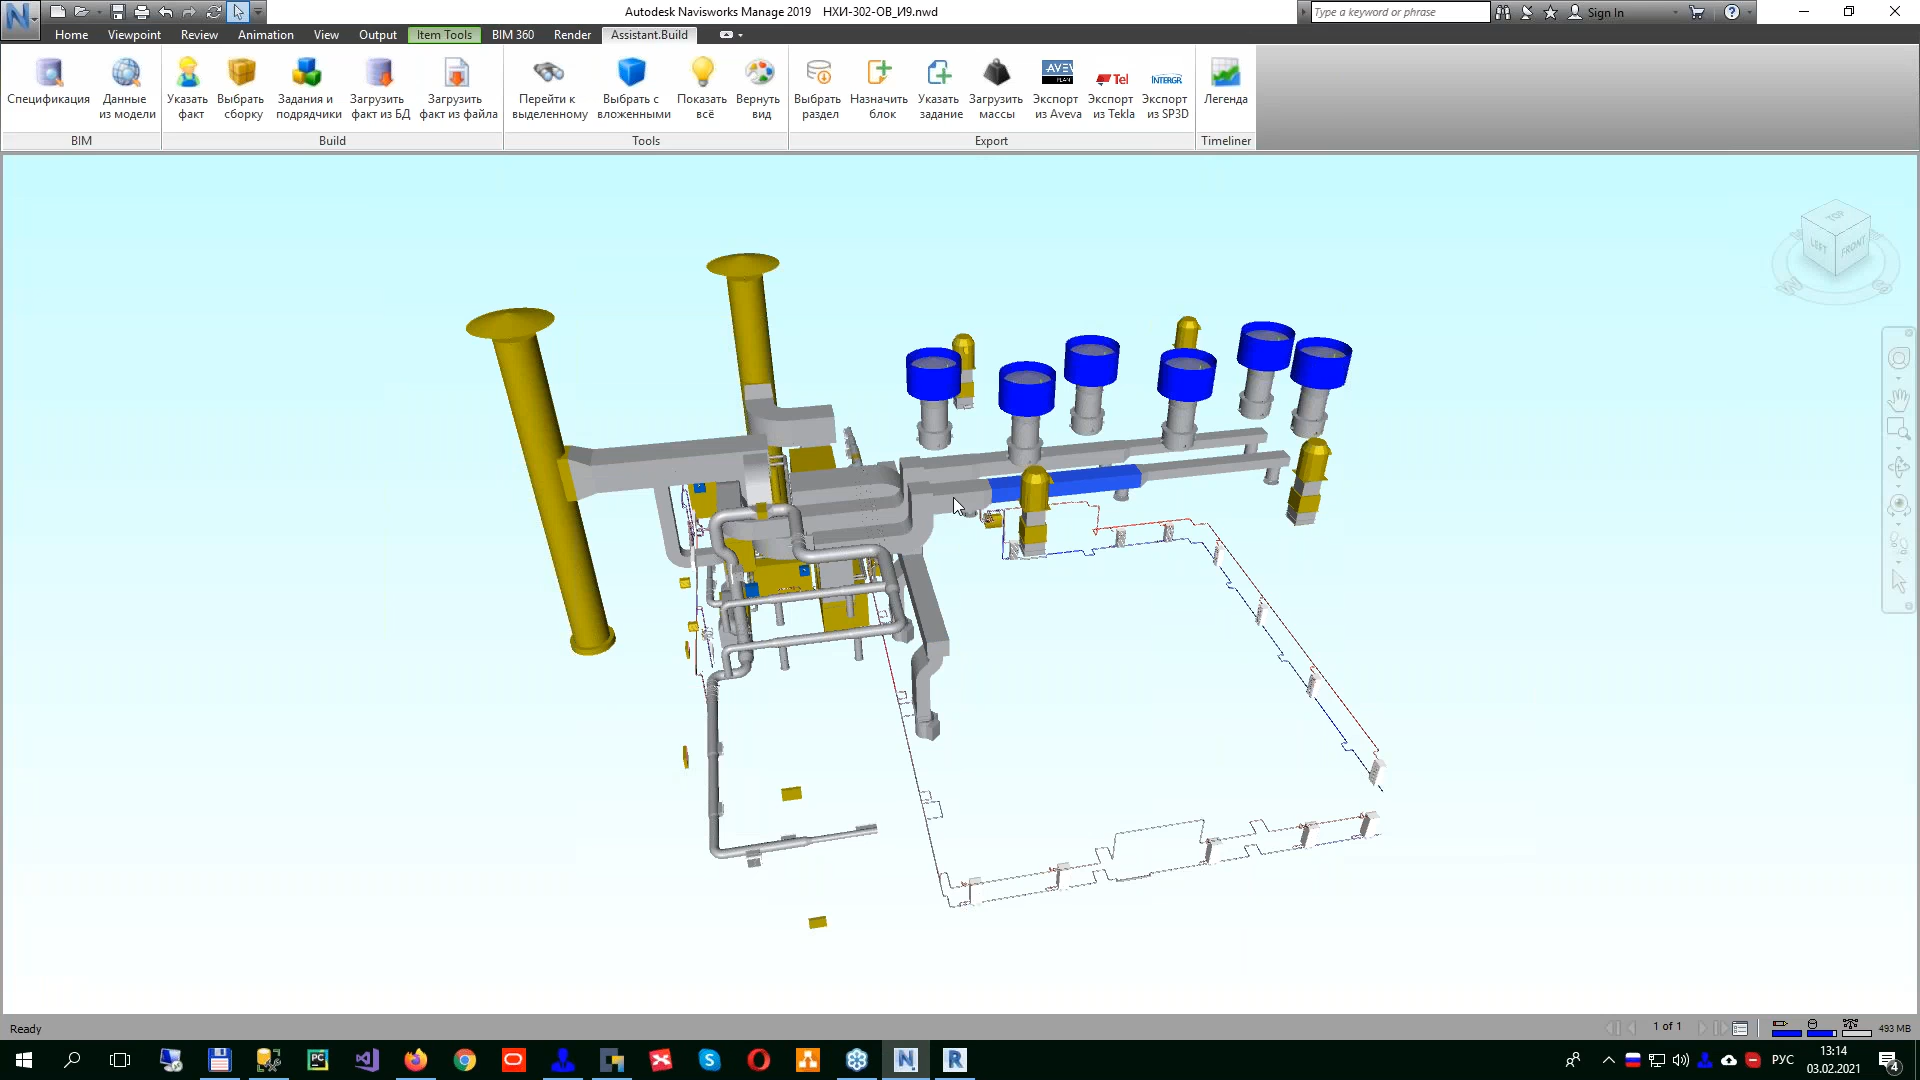 Autodesk Navisworks Manage 2019 НХИ-302-ОВ_И9.nwd
Type a keyword or phrase
Sign In
Home Viewpoint Review Animation View Output Item Tools BIM 360 Render Assistant.Build
Спецификация
Данные
из модели
Указать
факт
Выбрать
сборку
Задания и
подрядчики
Загрузить
факт из БД
Загрузить
факт из файла
Перейти к
выделенному
Выбрать с
вложенными
Показать
всё
Вернуть
вид
Выбрать
раздел
Назначить
блок
Указать
задание
Загрузить
массы
Экспорт
из Aveva
Экспорт
из Tekla
Экспорт
из SP3D
Легенда
BIM
Build
Tools
Export
Timeliner
TOP
LEFT
FRONT
Ready
1 of 1
493 MB
РУС
13:14
03.02.2021
4